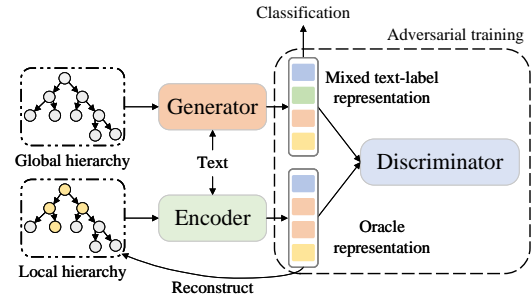 Classification
Adversarial training
Mixed text-label
representation
Generator
Global hierarchy
Text
Discriminator
Encoder
Oracle
representation
Local hierarchy
Reconstruct